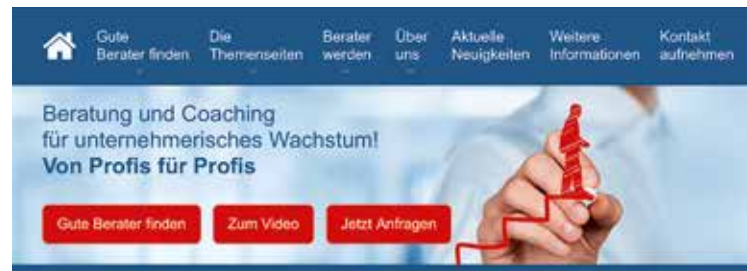 Gute
Berater finden
Die
Themenseiten
Berater
werden
Über
uns
Aktuelle
Neuigkeiten
Weitere
Informationen
Kontakt
aufnehmen
Beratung und Coaching
für unternehmerisches Wachstum!
Von Profis für Profis
Gute Berater finden
Zum Video
Jetzt Anfragen